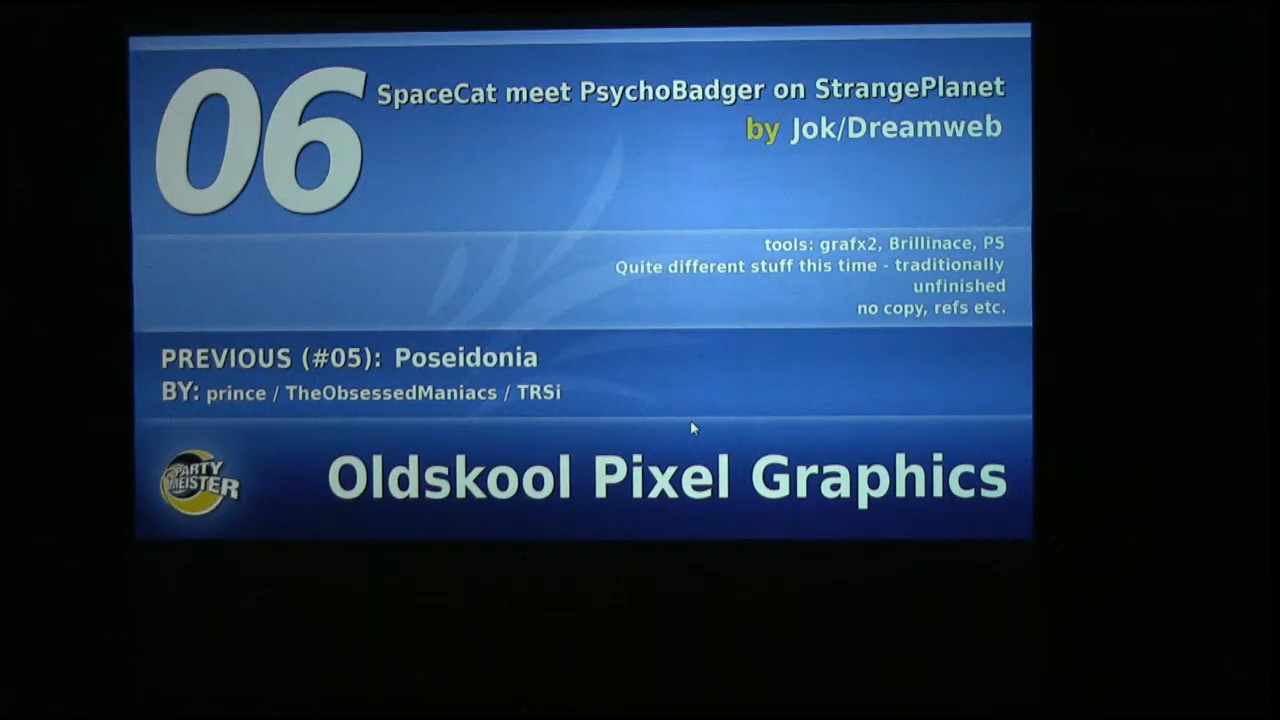 06
SpaceCat meet PsychoBadger on StrangePlanet
by Jok/Dreamweb
tools: grafx2, Brillinace, PS
Quite different stuff this time - traditionally
unfinished
no copy, refs etc.
PREVIOUS (#05): Poseidonia
BY: prince / TheObsessedManiacs / TRSi
PARTY
MEISTER
Oldskool Pixel Graphics